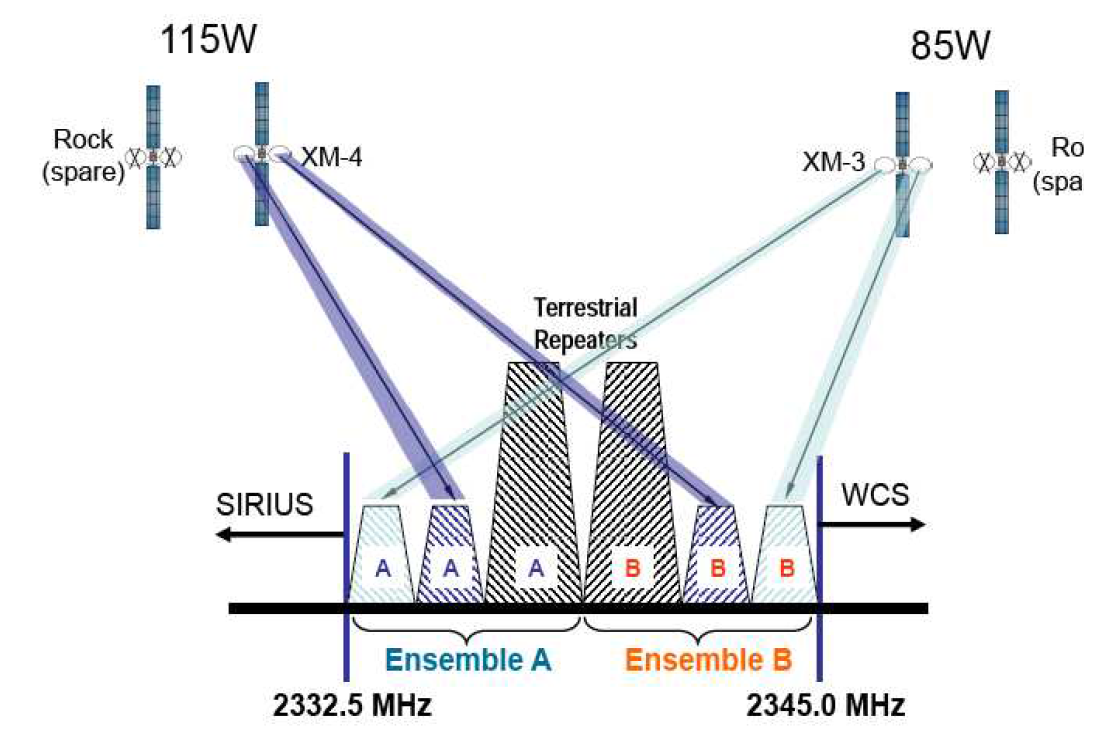 115W
85W
Rock
(spare)
XM-4
XM-3
Ro
(spa
Terrestrial
Repeaters
SIRIUS
WCS
A A A B B B
Ensemble A
Ensemble B
2332.5 MHz
2345.0 MHz